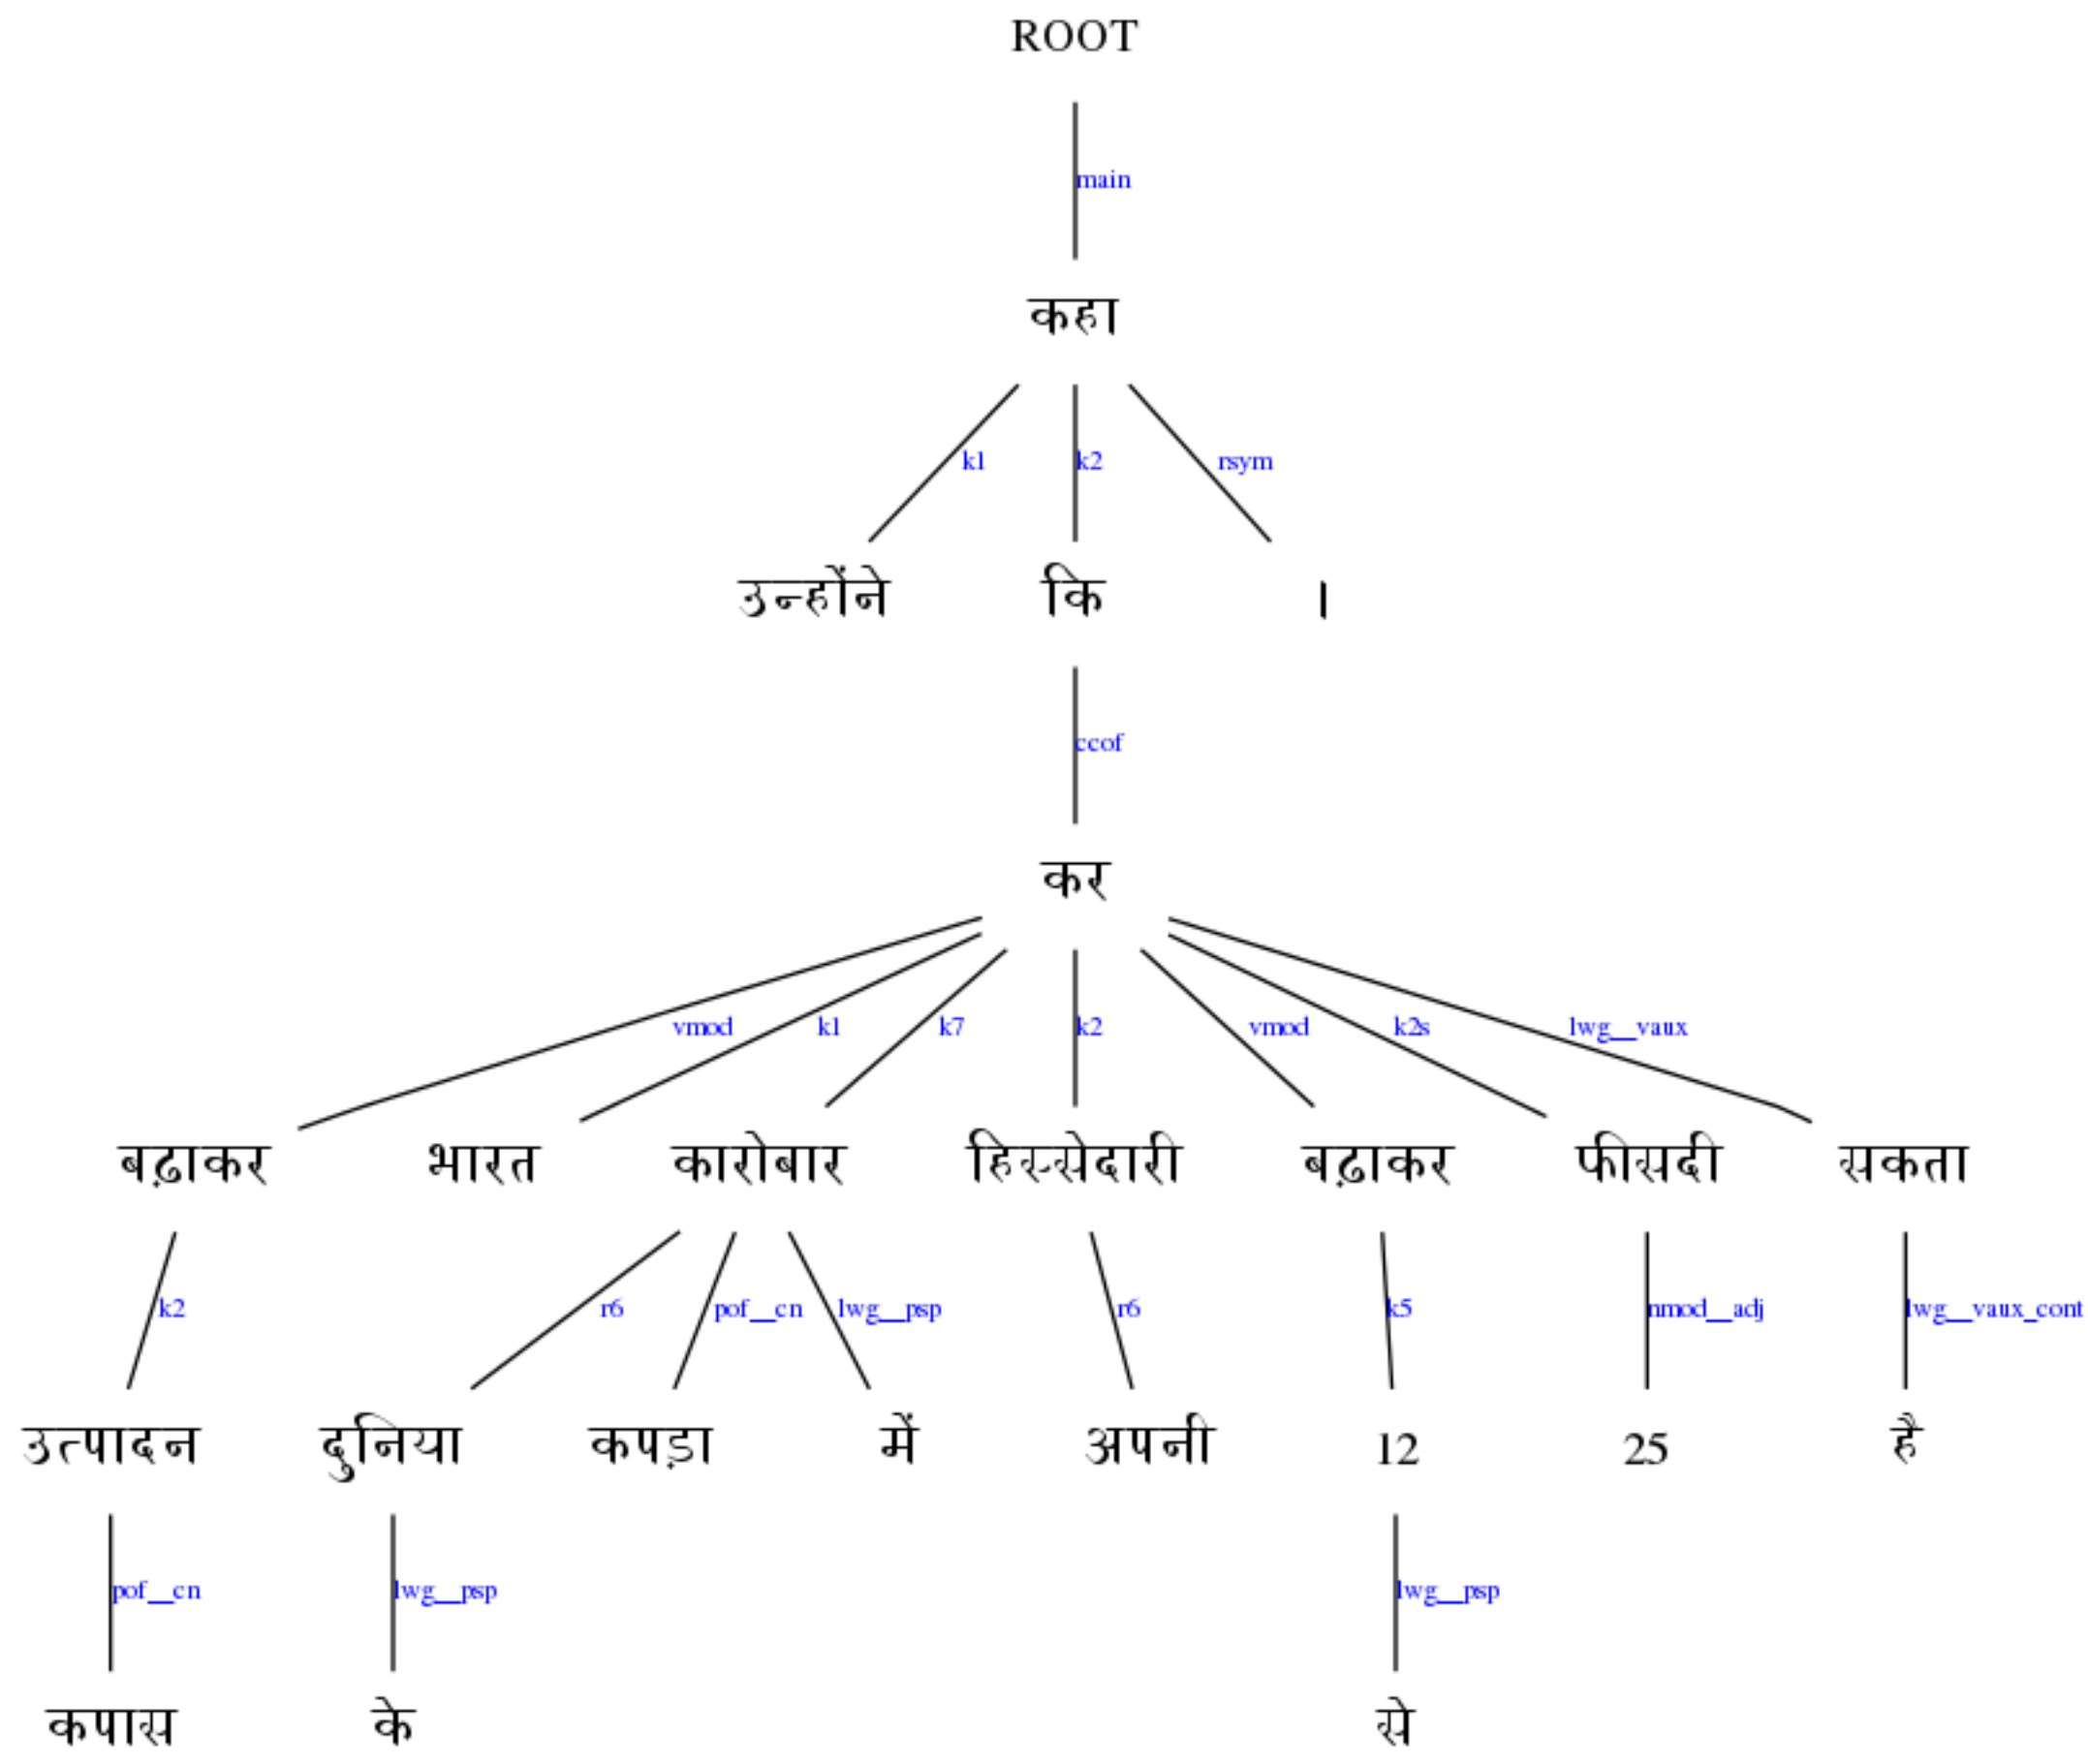 ROOT
main
कहा
k1 k2 rsym
उन्होंने कि ।
ccof
कर
vmod k1 k7 k2 vmod k2s lwg__vaux
बढ़ाकर भारत कारोबार हिस्सेदारी बढ़ाकर फीसदी सकता
k2 r6 pof__cn lwg__psp r6 k5 nmod__adj lwg__vaux_cont
उत्पादन दुनिया कपड़ा में अपनी 12 25 है
pof__cn lwg__psp lwg__psp
कपास के से